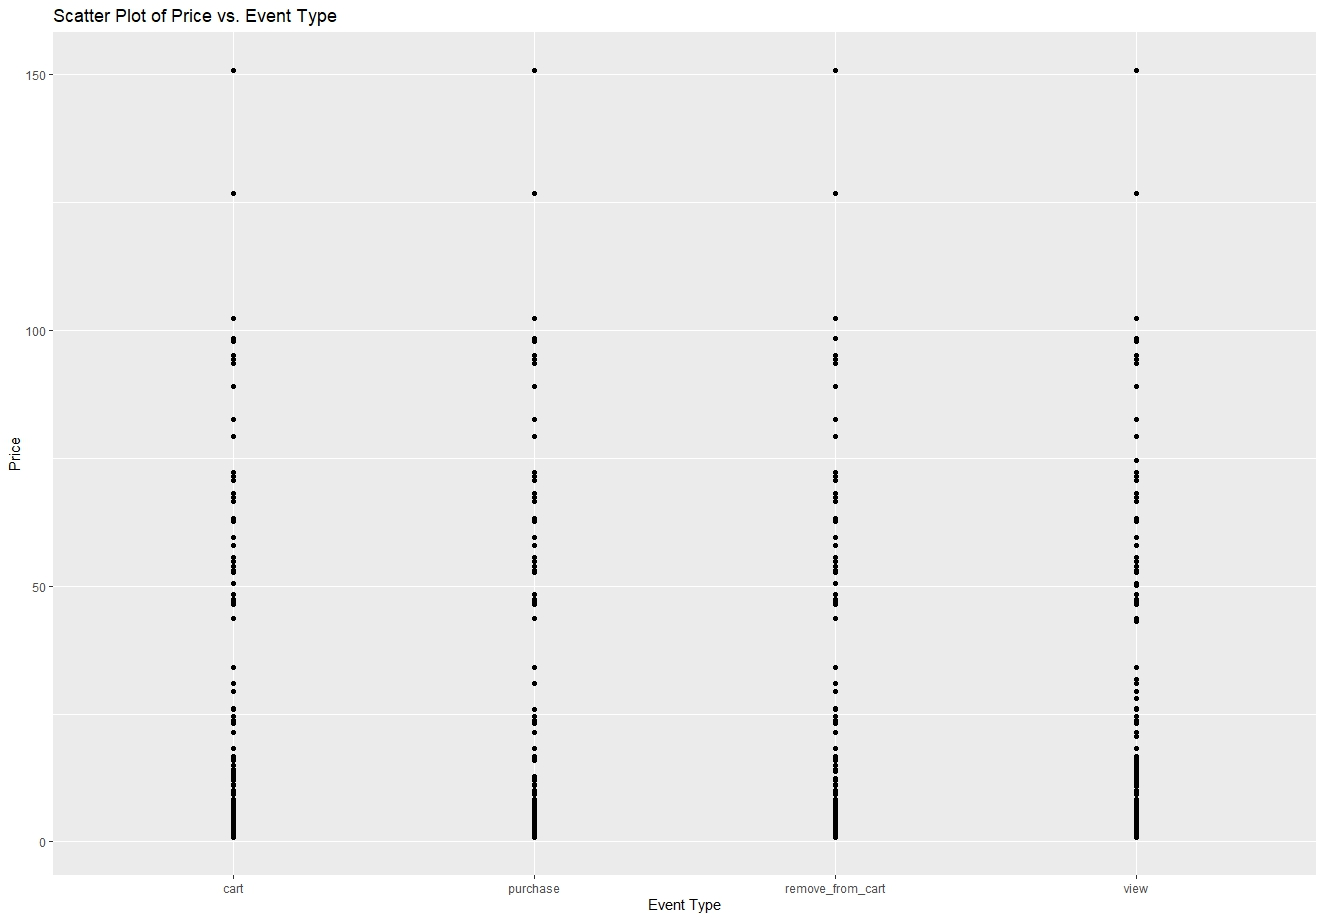 Scatter Plot of Price vs. Event Type
150
100
50
0
Price
cart purchase remove_from_cart view
Event Type